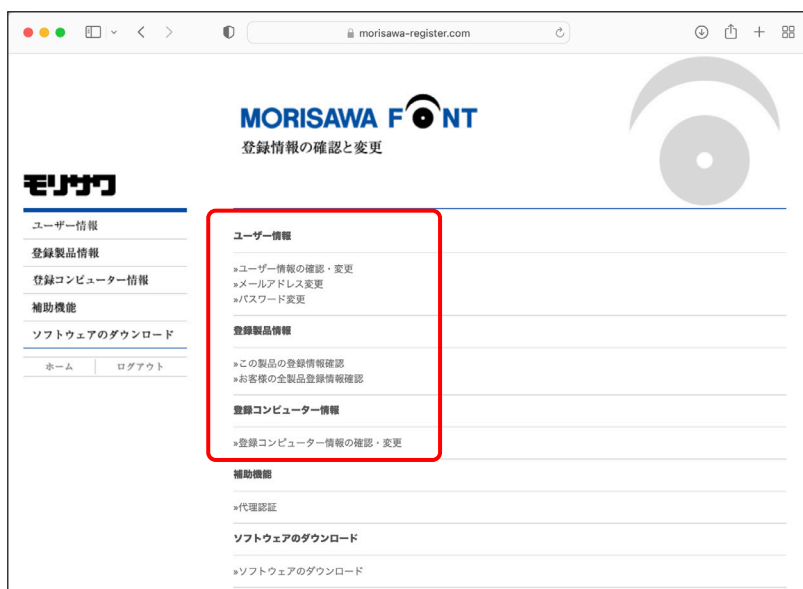 morisawa-register.com
MORISAWA FONT
登録情報の確認と変更
モリサワ
ユーザー情報
登録製品情報
登録コンピューター情報
補助機能
ソフトウェアのダウンロード
ホーム
ログアウト
ユーザー情報
»ユーザー情報の確認・変更
»メールアドレス変更
»パスワード変更
登録製品情報
»この製品の登録情報確認
»お客様の全製品登録情報確認
登録コンピューター情報
»登録コンピューター情報の確認・変更
補助機能
»代理認証
ソフトウェアのダウンロード
»ソフトウェアのダウンロード